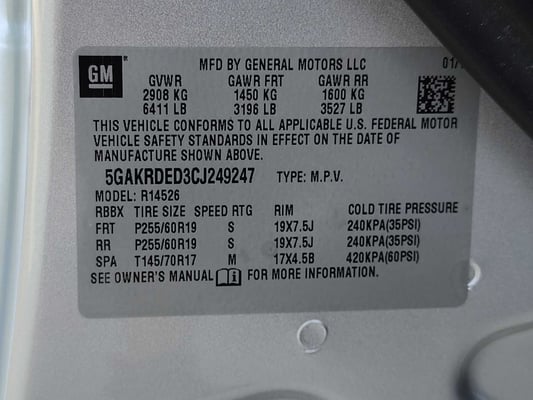 GM®
MFD BY GENERAL MOTORS LLC 01/
GVWR GAWR FRT GAWR RR
2908 KG 1450 KG 1600 KG
6411 LB 3196 LB 3527 LB
THIS VEHICLE CONFORMS TO ALL APPLICABLE U.S. FEDERAL MOTOR
VEHICLE SAFETY STANDARDS IN EFFECT ON THE DATE OF
MANUFACTURE SHOWN ABOVE.
5GAKRDED3CJ249247 TYPE: M.P.V.
MODEL: R14526
RBBX TIRE SIZE SPEED RTG RIM COLD TIRE PRESSURE
FRT P255/60R19 S 19X7.5J 240KPA(35PSI)
RR P255/60R19 S 19X7.5J 240KPA(35PSI)
SPA T145/70R17 M 17X4.5B 420KPA(60PSI)
SEE OWNER'S MANUAL FOR MORE INFORMATION.